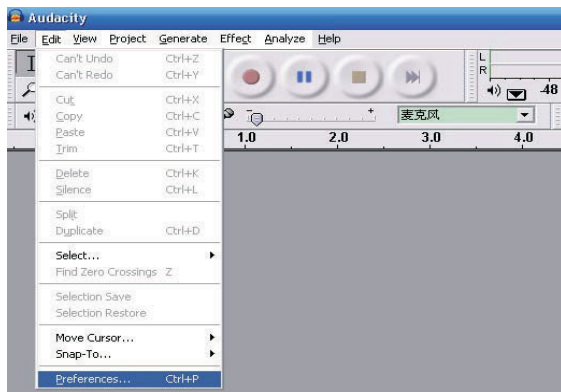 Audacity
File Edit View Project Generate Effect Analyze Help
Can't Undo Ctrl+Z
Can't Redo Ctrl+Y
Cut Ctrl+X
Copy Ctrl+C
Paste Ctrl+V
Trim Ctrl+T
Delete Ctrl+K
Silence Ctrl+L
Split
Duplicate Ctrl+D
Select...
Find Zero Crossings Z
Selection Save
Selection Restore
Move Cursor...
Snap-To...
Preferences... Ctrl+P
L
R
-48
- +
麦克风
1.0 2.0 3.0 4.0